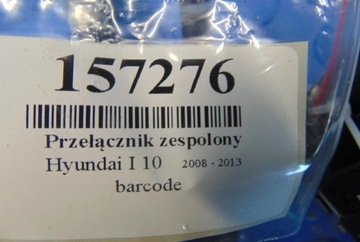 157276
Przełącznik zespolony
Hyundai I 10 2008 - 2013
barcode